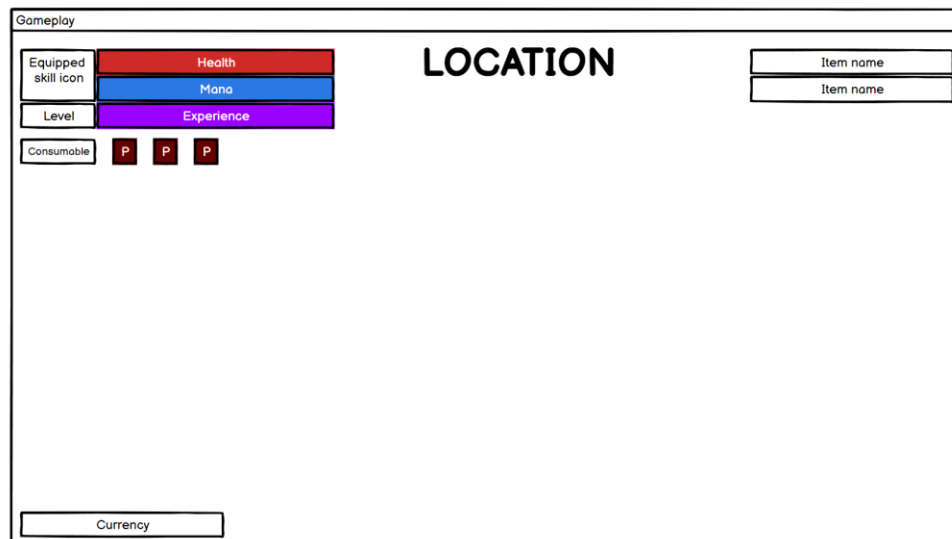 Gameplay
Equipped
skill icon
Health
Mana
Level
Experience
Consumable
P P P
LOCATION
Item name
Item name
Currency